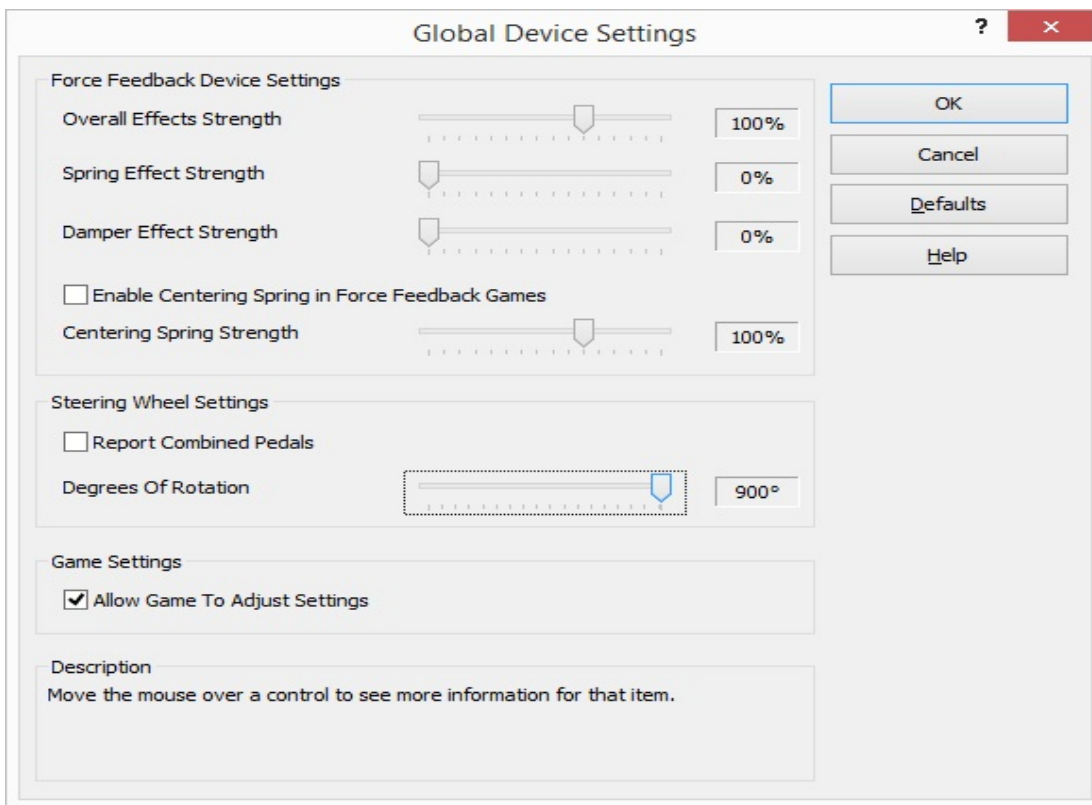 Global Device Settings
?
Force Feedback Device Settings
Overall Effects Strength
100%
Spring Effect Strength
0%
Damper Effect Strength
0%
Enable Centering Spring in Force Feedback Games
Centering Spring Strength
100%
Steering Wheel Settings
Report Combined Pedals
Degrees Of Rotation
900°
Game Settings
Allow Game To Adjust Settings
Description
Move the mouse over a control to see more information for that item.
OK
Cancel
Defaults
Help